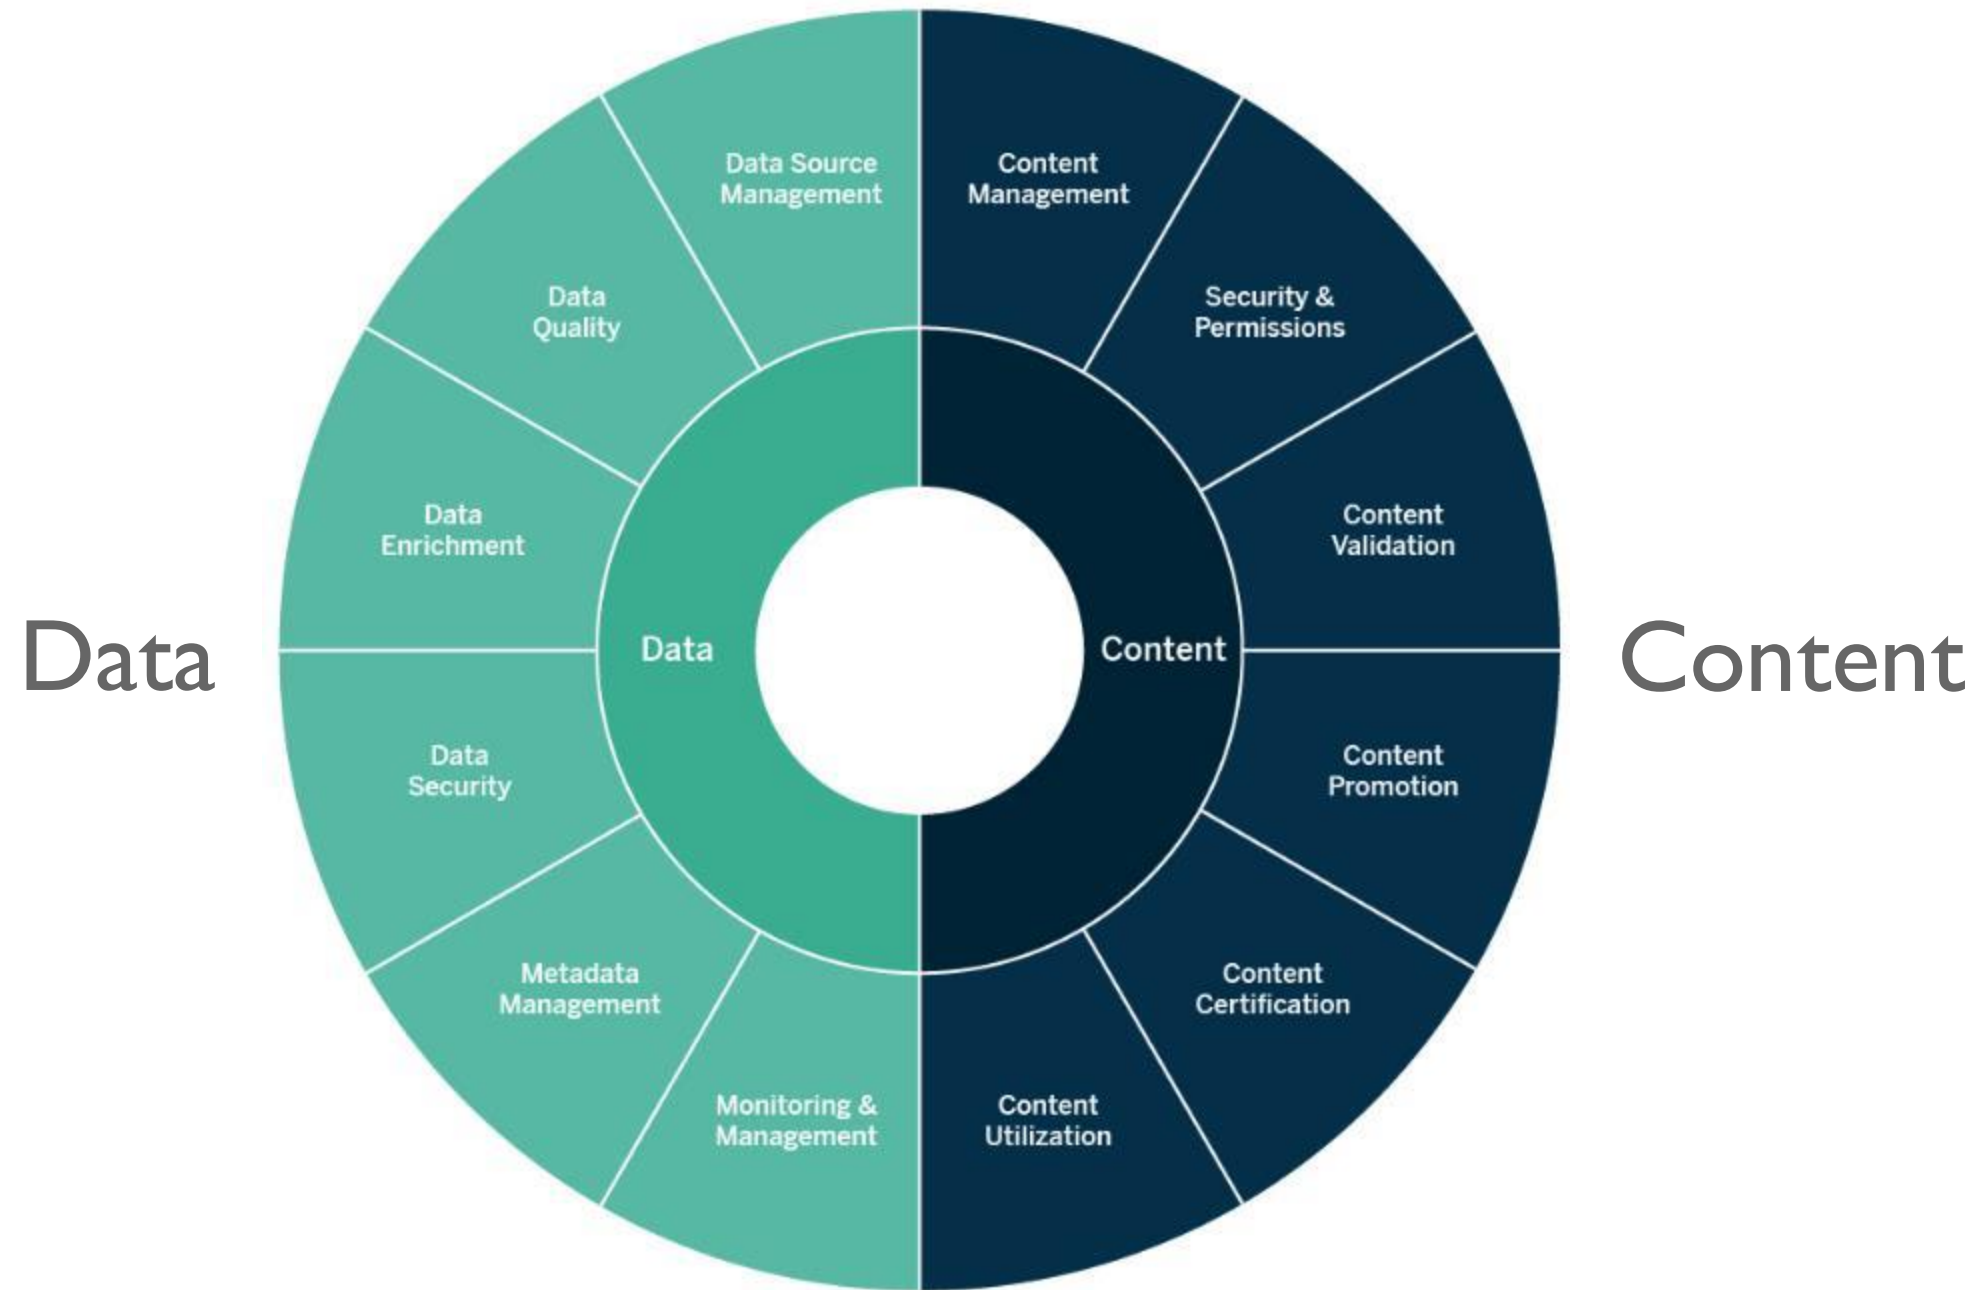 Data Source
Management
Content
Management
Data
Quality
Security &
Permissions
Data
Enrichment
Content
Validation
Data
Data
Content
Content
Data
Security
Content
Promotion
Metadata
Management
Content
Certification
Monitoring &
Management
Content
Utilization